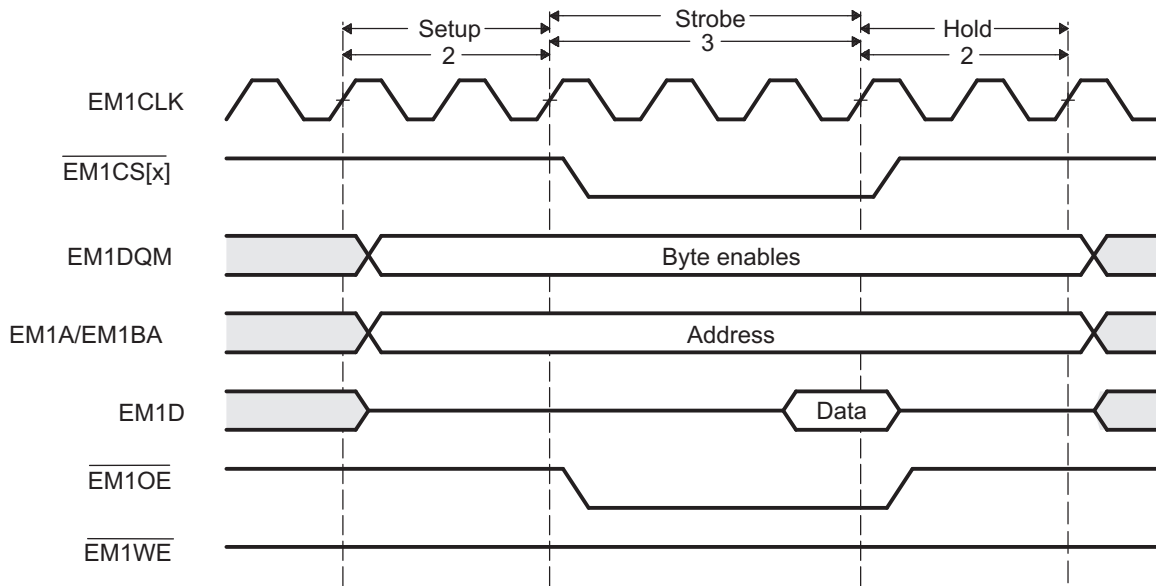 Setup
Strobe
Hold
2
3
2
EM1CLK
EM1CS[x]
EM1DQM
Byte enables
EM1A/EM1BA
Address
EM1D
Data
EM1OE
EM1WE